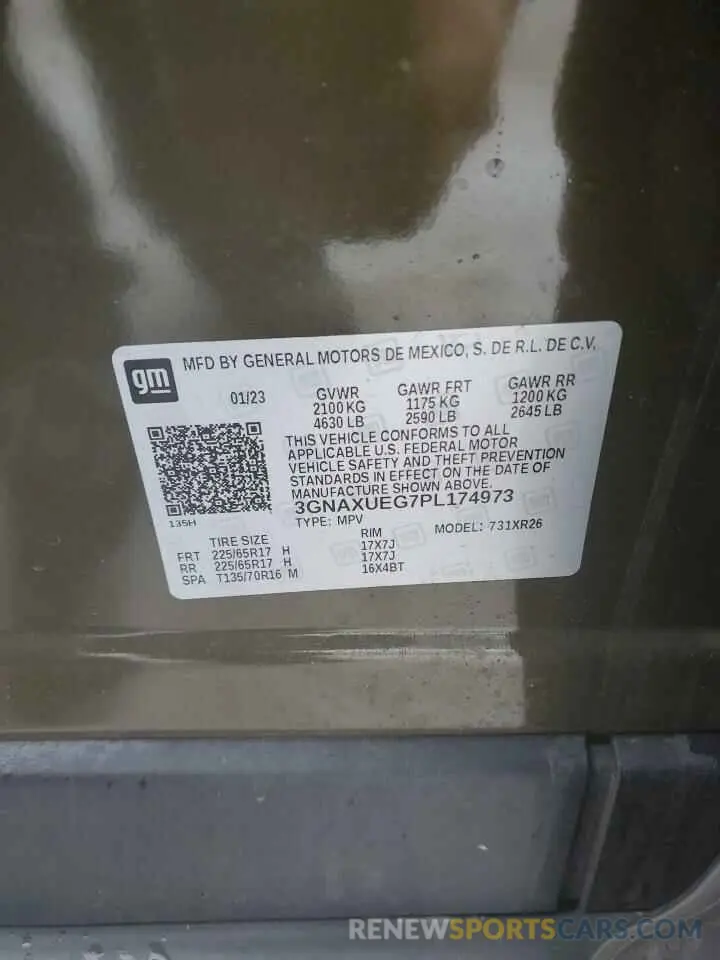 gm
MFD BY GENERAL MOTORS DE MEXICO, S. DE R.L. DE C.V.
01/23
GVWR GAWR FRT GAWR RR
2100 KG 1175 KG 1200 KG
4630 LB 2590 LB 2645 LB
THIS VEHICLE CONFORMS TO ALL
APPLICABLE U.S. FEDERAL MOTOR
VEHICLE SAFETY AND THEFT PREVENTION
STANDARDS IN EFFECT ON THE DATE OF
MANUFACTURE SHOWN ABOVE.
3GNAXUEG7PL174973
135H
TYPE: MPV MODEL: 731XR26
TIRE SIZE RIM
FRT 225/65R17 H 17X7J
RR 225/65R17 H 17X7J
SPA T135/70R16 M 16X4BT
RENEWSPORTSCARS.COM